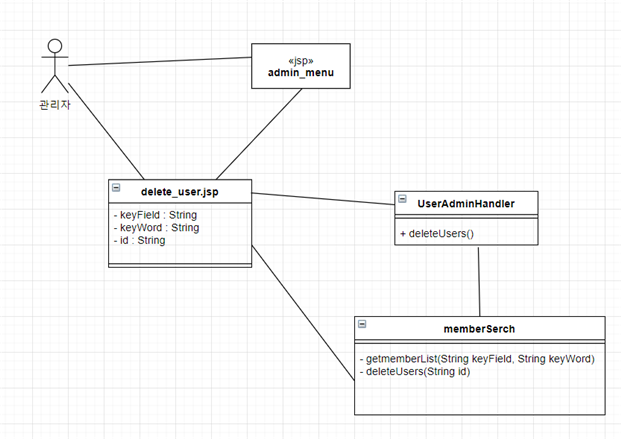 관리자
«jsp»
admin_menu
delete_user.jsp
- keyField : String
- keyWord : String
- id : String
UserAdminHandler
+ deleteUsers()
memberSerch
- getmemberList(String keyField, String keyWord)
- deleteUsers(String id)